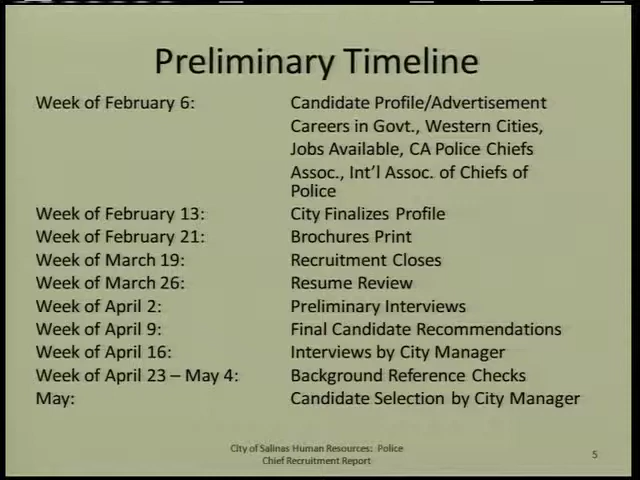 Preliminary Timeline
Week of February 6: Candidate Profile/Advertisement
Careers in Govt., Western Cities,
Jobs Available, CA Police Chiefs
Assoc., Int'l Assoc. of Chiefs of
Police
Week of February 13: City Finalizes Profile
Week of February 21: Brochures Print
Week of March 19: Recruitment Closes
Week of March 26: Resume Review
Week of April 2: Preliminary Interviews
Week of April 9: Final Candidate Recommendations
Week of April 16: Interviews by City Manager
Week of April 23 – May 4: Background Reference Checks
May: Candidate Selection by City Manager
City of Salinas Human Resources: Police
Chief Recruitment Report
5